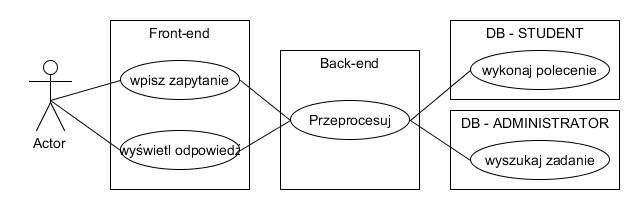 Front-end
wpisz zapytanie
wyświetl odpowiedź
Actor
Back-end
Przeprocesuj
DB - STUDENT
wykonaj polecenie
DB - ADMINISTRATOR
wyszukaj zadanie